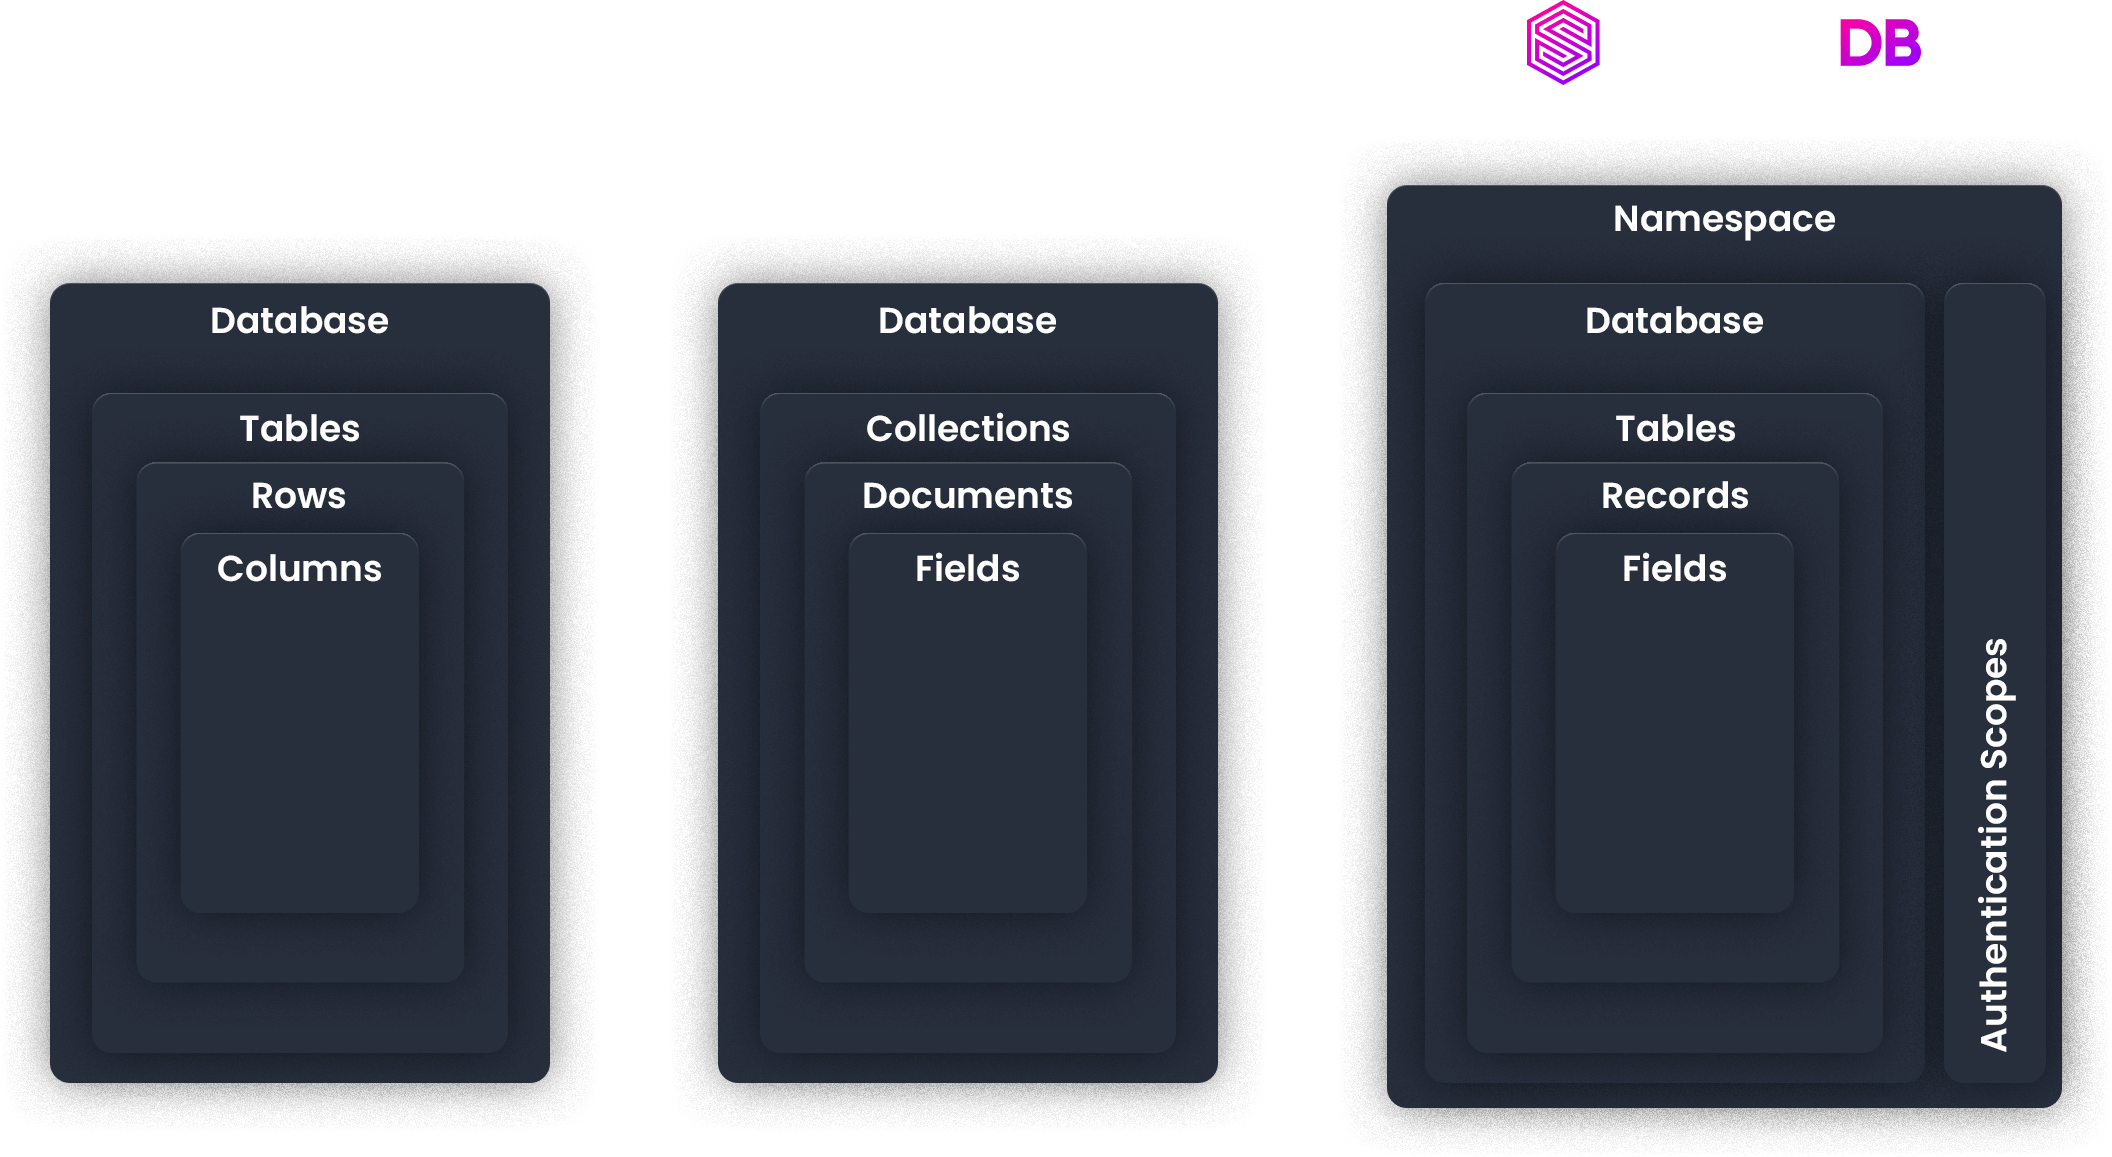 DB
Database
Tables
Rows
Columns
Database
Collections
Documents
Fields
Namespace
Database
Tables
Records
Fields
Authentication Scopes